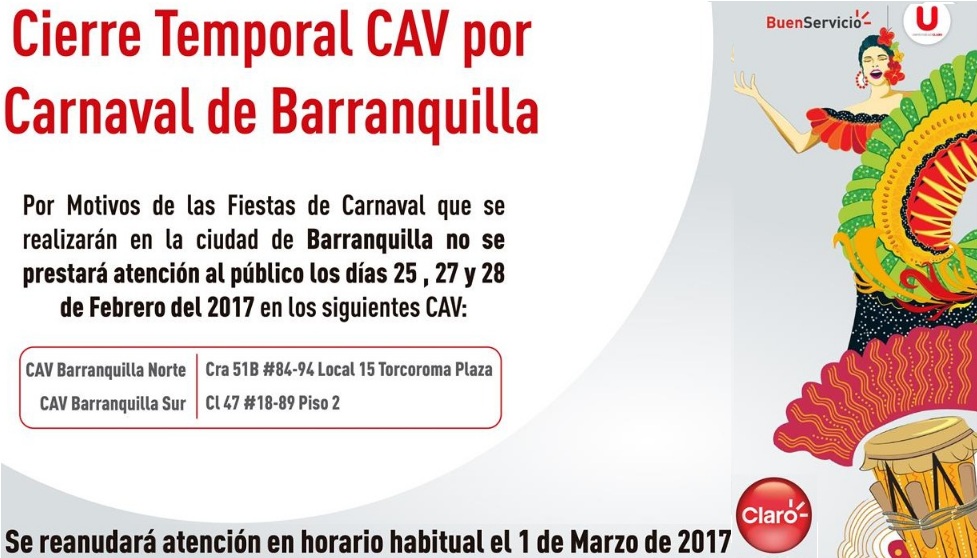 Cierre Temporal CAV por
Carnaval de Barranquilla
BuenServicio
U
Por Motivos de las Fiestas de Carnaval que se
realizarán en la ciudad de Barranquilla no se
prestará atención al público los días 25 , 27 y 28
de Febrero del 2017 en los siguientes CAV:
CAV Barranquilla Norte Cra 51B #84-94 Local 15 Torcoroma Plaza
CAV Barranquilla Sur Cl 47 #18-89 Piso 2
Claro
Se reanudará atención en horario habitual el 1 de Marzo de 2017